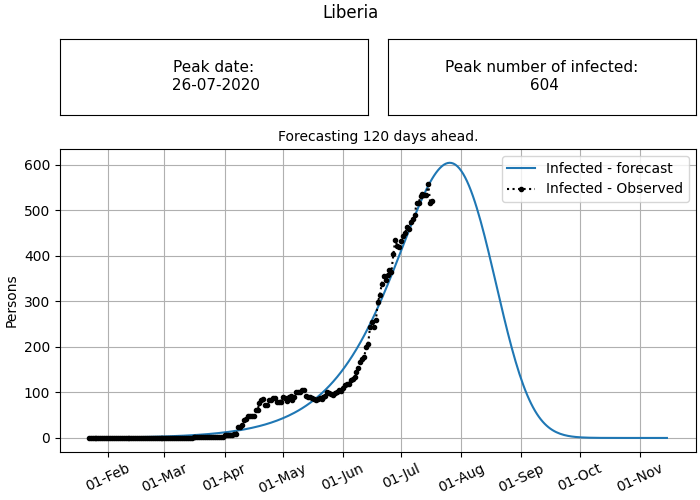 Liberia
Peak date:
26-07-2020
Peak number of infected:
604
Forecasting 120 days ahead.
Infected - forecast
Infected - Observed
Persons
600
500
400
300
200
100
0
01-Feb
01-Mar
01-Apr
01-May
01-Jun
01-Jul
01-Aug
01-Sep
01-Oct
01-Nov